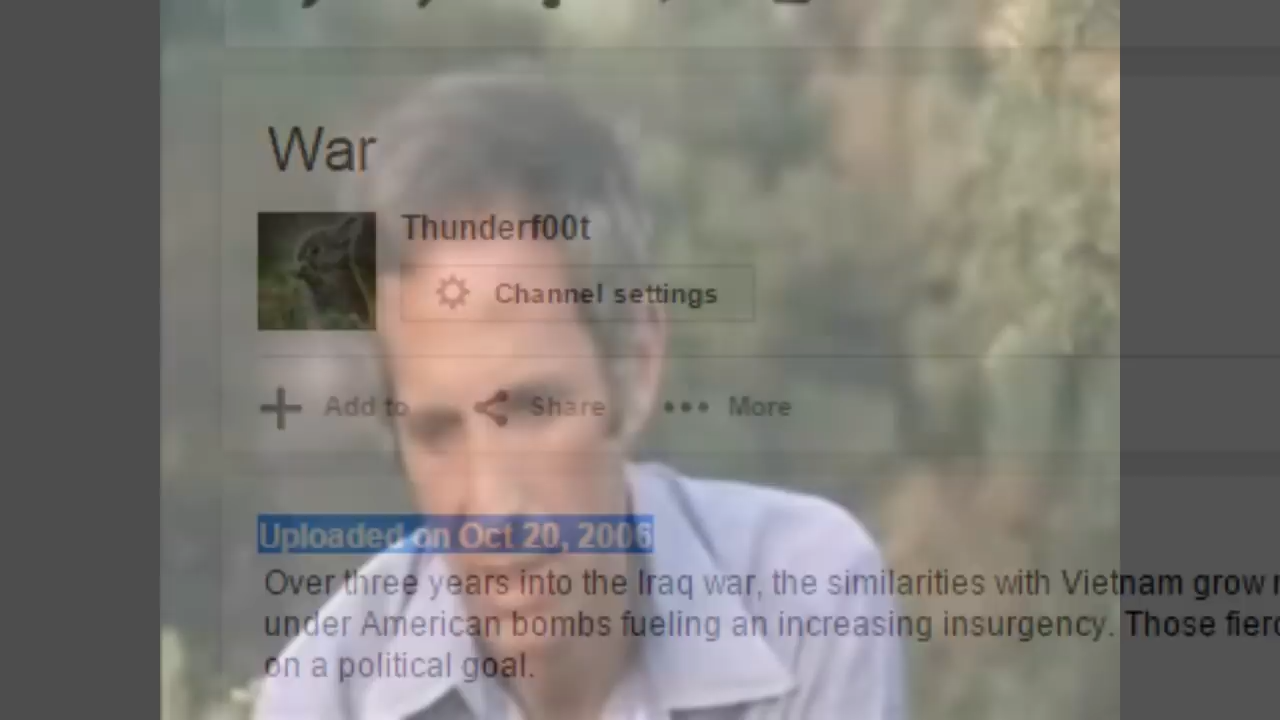 War
Thunderf00t
Channel settings
Add to Share More
Uploaded on Oct 20, 2006
Over three years into the Iraq war, the similarities with Vietnam grow
under American bombs fueling an increasing insurgency. Those
on a political goal.